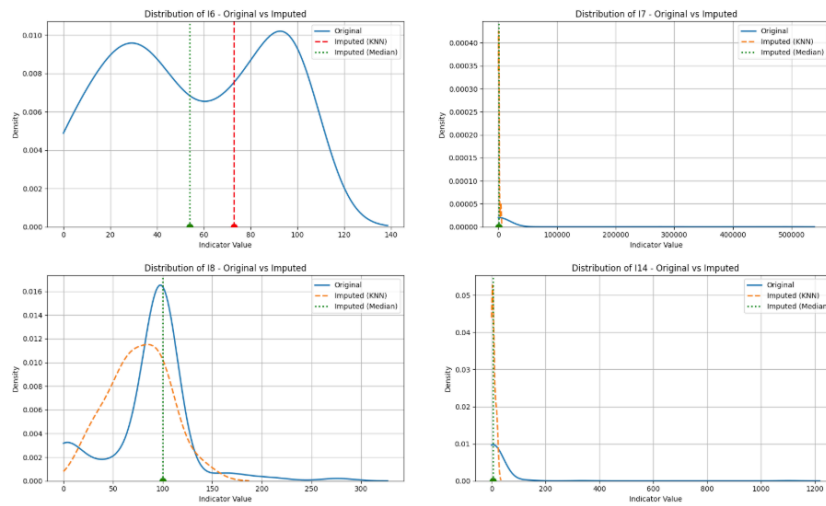 Distribution of I6 - Original vs Imputed
Original
Imputed (KNN)
Imputed (Median)
0.010
0.008
0.006
0.004
0.002
0.000
Density
0
20
40
60
80
100
120
140
Indicator Value
Distribution of I7 - Original vs Imputed
Original
Imputed (KNN)
Imputed (Median)
0.00040
0.00035
0.00030
0.00025
0.00020
0.00015
0.00010
0.00005
0.00000
Density
0
100000
200000
300000
400000
500000
Indicator Value
Distribution of I8 - Original vs Imputed
Original
Imputed (KNN)
Imputed (Median)
0.016
0.014
0.012
0.010
0.008
0.006
0.004
0.002
0.000
Density
0
50
100
150
200
250
300
Indicator Value
Distribution of I14 - Original vs Imputed
Original
Imputed (KNN)
Imputed (Median)
0.05
0.04
0.03
0.02
0.01
0.00
Density
0
200
400
600
800
1000
1200
Indicator Value